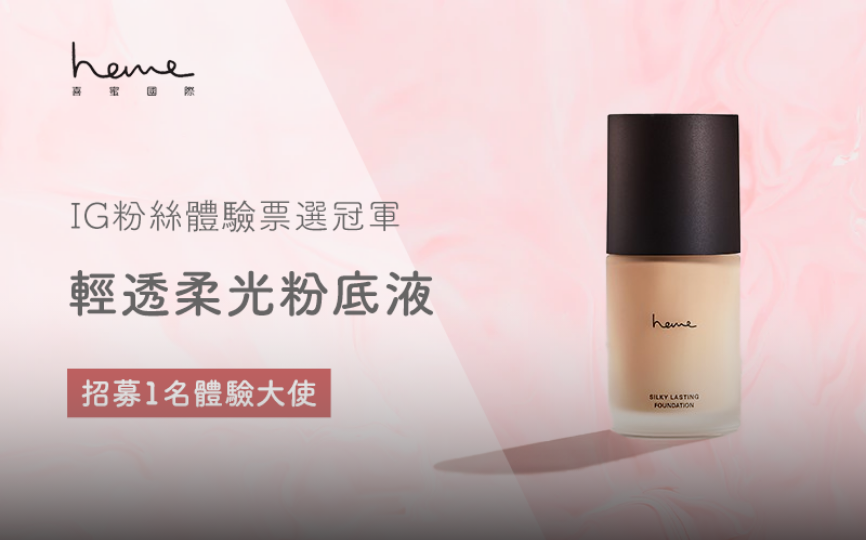 heme
喜蜜國際
IG粉絲體驗票選冠軍
輕透柔光粉底液
招募1名體驗大使
heme
SILKY LASTING
FOUNDATION